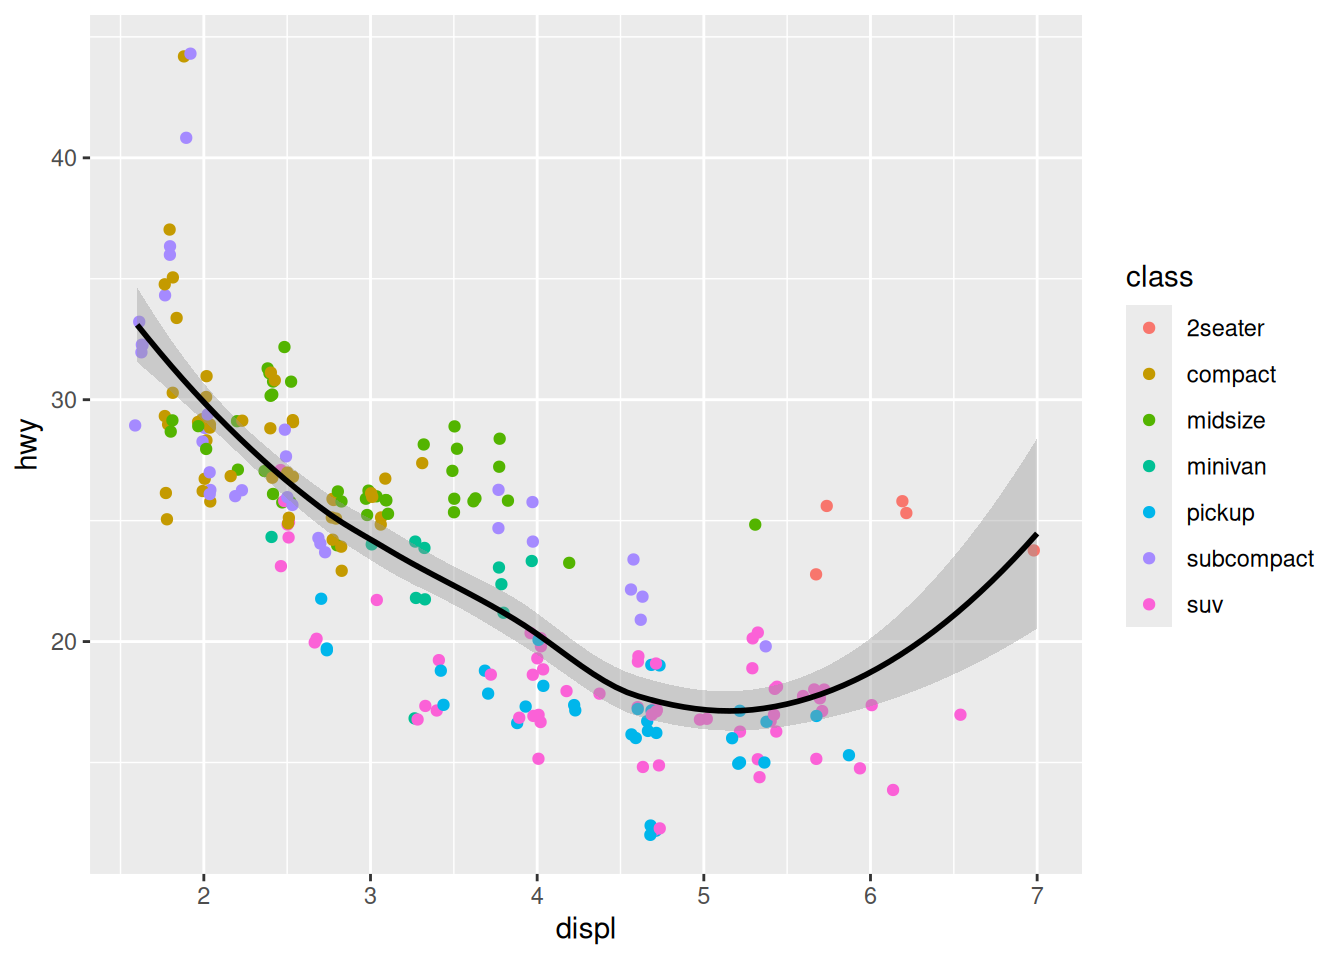 hwy
40
30
20
2 3 4 5 6 7
displ
class
2seater
compact
midsize
minivan
pickup
subcompact
suv